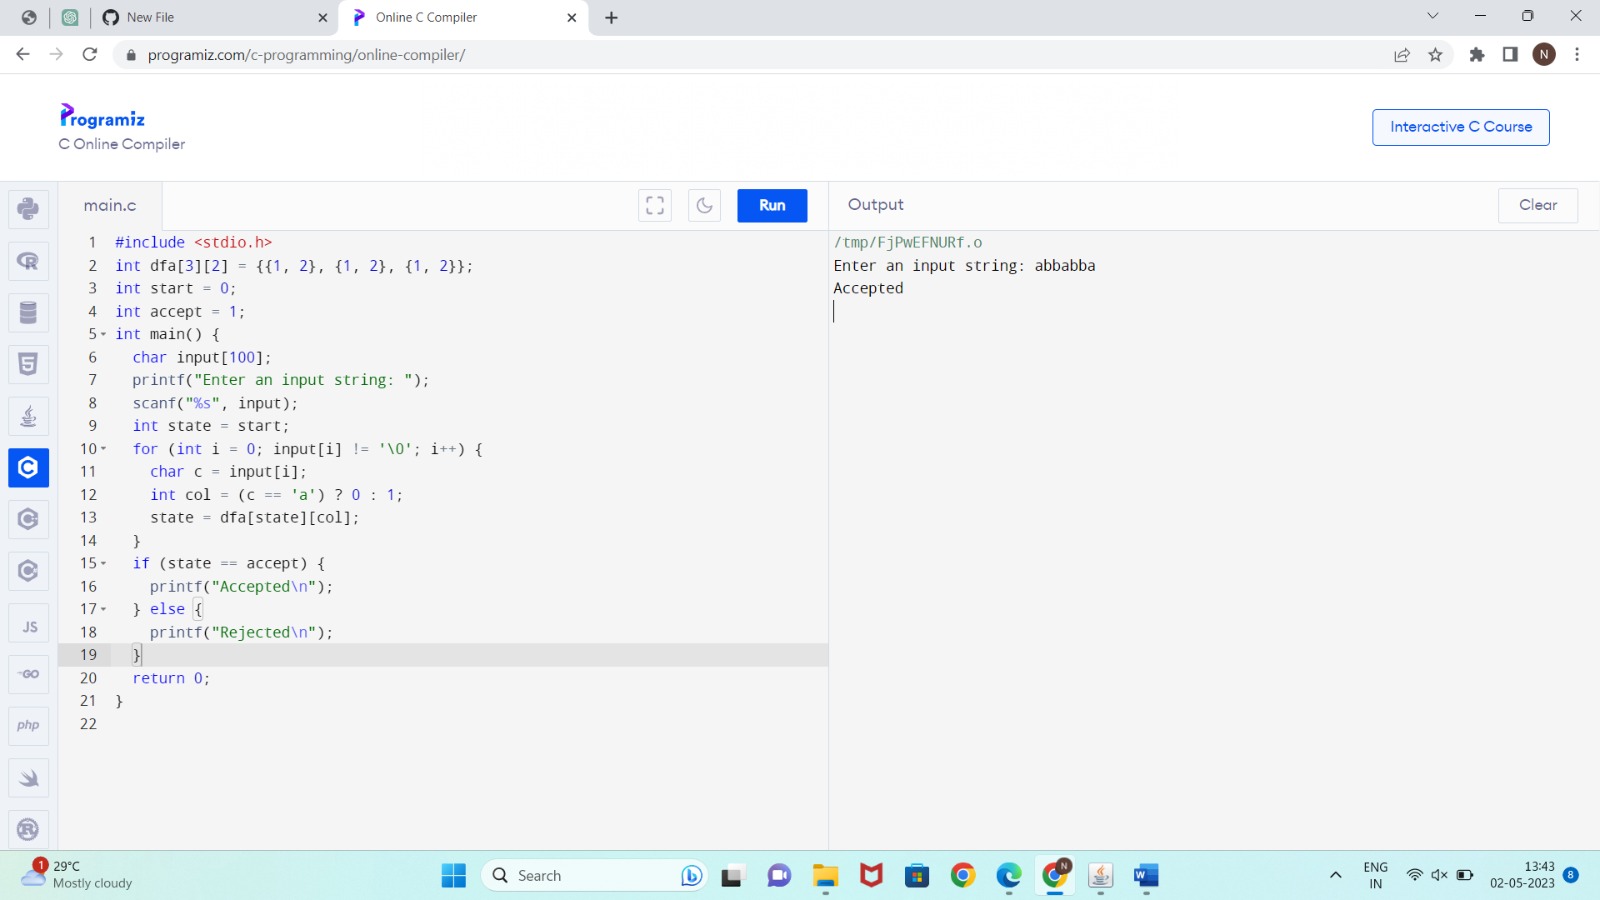 New File
Online C Compiler
programiz.com/c-programming/online-compiler/
N
Programiz
C Online Compiler
Interactive C Course
main.c
Run
Output
Clear
1 #include <stdio.h>
2 int dfa[3][2] = {{1, 2}, {1, 2}, {1, 2}};
3 int start = 0;
4 int accept = 1;
5 int main() {
6 char input[100];
7 printf("Enter an input string: ");
8 scanf("%s", input);
9 int state = start;
10 for (int i = 0; input[i] != '\0'; i++) {
11 char c = input[i];
12 int col = (c == 'a') ? 0 : 1;
13 state = dfa[state][col];
14 }
15 if (state == accept) {
16 printf("Accepted\n");
17 } else {
18 printf("Rejected\n");
19 }
20 return 0;
21 }
22
/tmp/FjPwEFNURf.o
Enter an input string: abbabba
Accepted
R
5
C
C
C
JS
GO
php
R
1
29°C
Mostly cloudy
Search
N
W
ENG
IN
13:43
02-05-2023
8